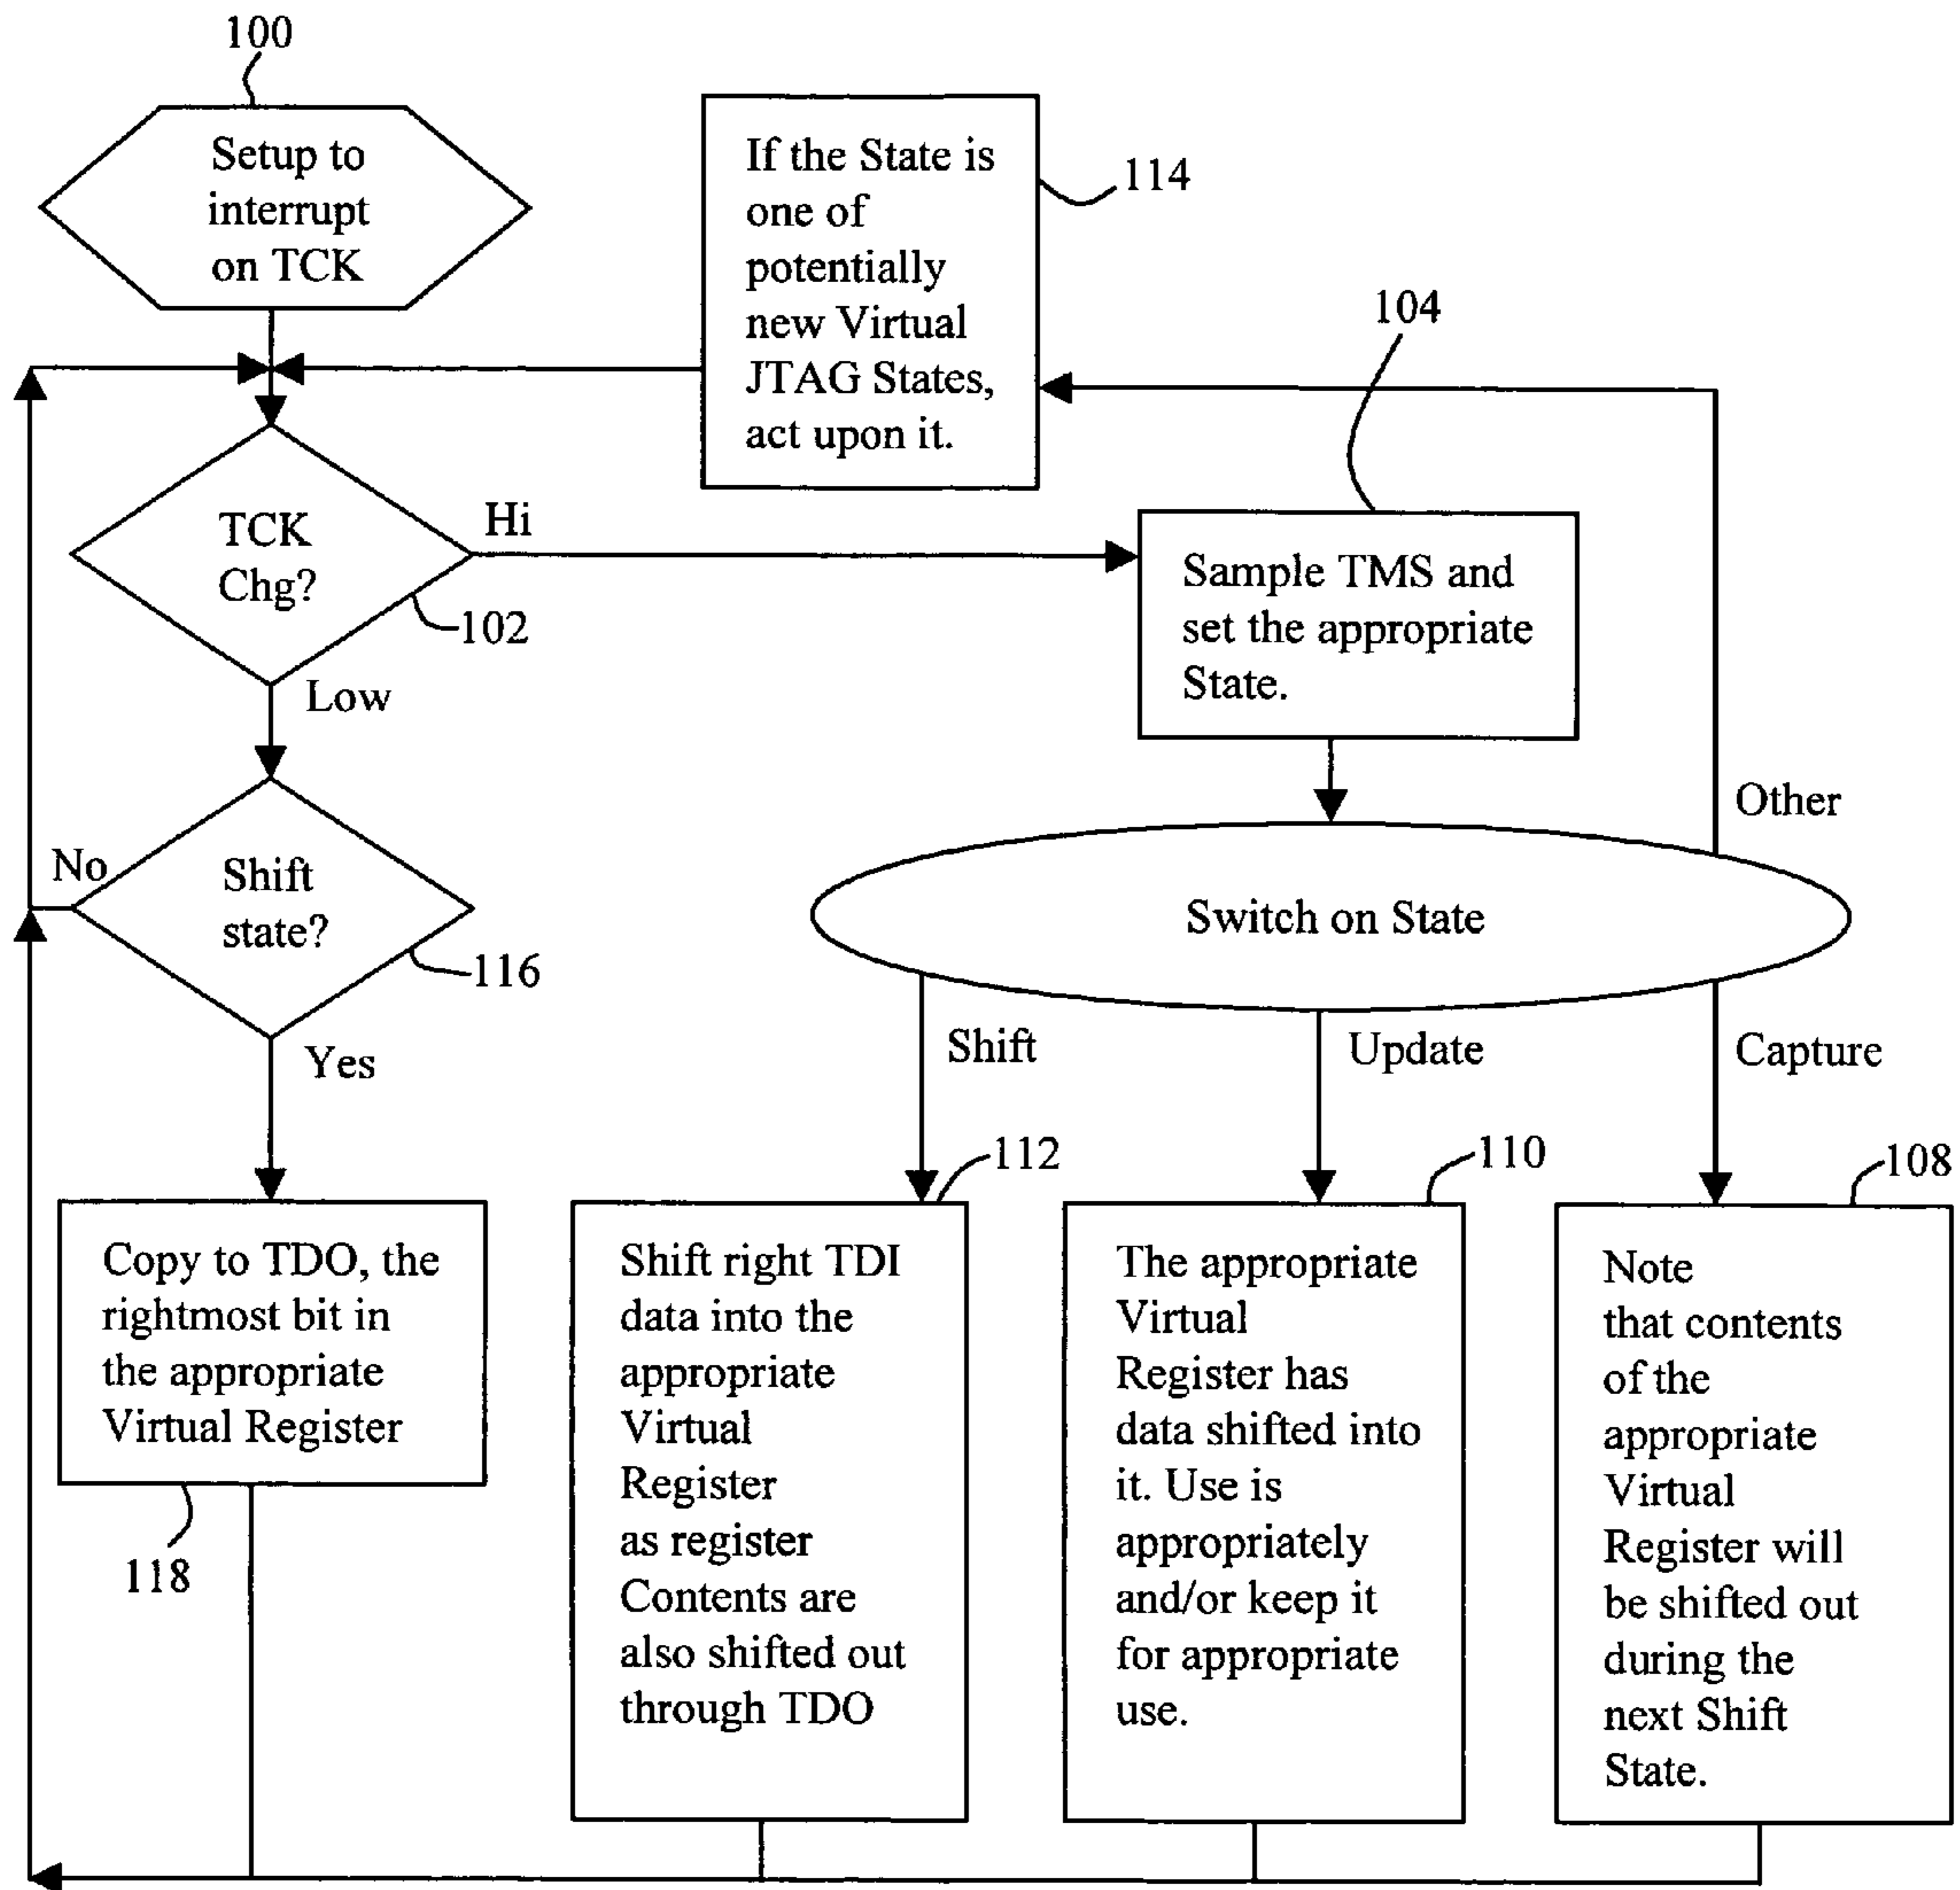 100
Setup to
interrupt
on TCK
If the State is
one of
potentially
new Virtual
JTAG States,
act upon it.
114
104
TCK
Chg?
Hi
102
Low
Sample TMS and
set the appropriate
State.
Other
No
Shift
state?
116
Yes
Switch on State
Shift
Update
Capture
112
110
108
Copy to TDO, the
rightmost bit in
the appropriate
Virtual Register
118
Shift right TDI
data into the
appropriate
Virtual
Register
as register
Contents are
also shifted out
through TDO
The appropriate
Virtual
Register has
data shifted into
it. Use is
appropriately
and/or keep it
for appropriate
use.
Note
that contents
of the
appropriate
Virtual
Register will
be shifted out
during the
next Shift
State.